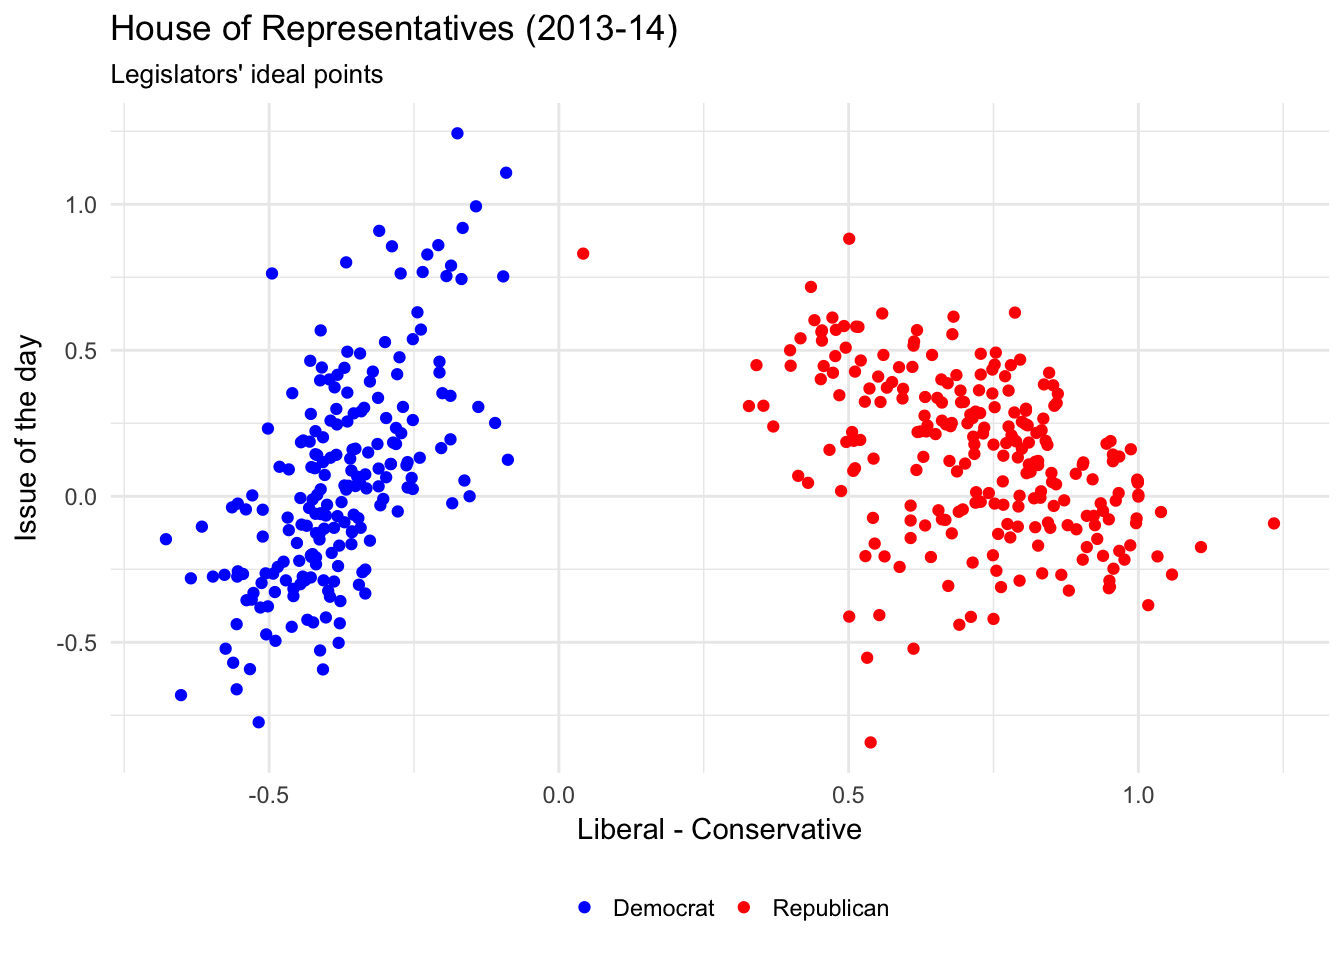 House of Representatives (2013-14)
Legislators' ideal points
Issue of the day
1.0
0.5
0.0
-0.5
-0.5 0.0 0.5 1.0
Liberal - Conservative
Democrat Republican